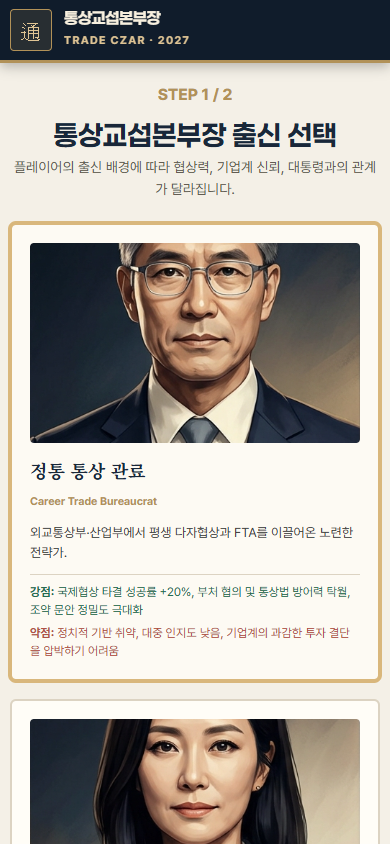 通
통상교섭본부장
TRADE CZAR · 2027
STEP 1 / 2
통상교섭본부장 출신 선택
플레이어의 출신 배경에 따라 협상력, 기업계 신뢰, 대통령과의 관계
가 달라집니다.
정통 통상 관료
Career Trade Bureaucrat
외교통상부·산업부에서 평생 다자협상과 FTA를 이끌어온 노련한
전략가.
강점: 국제협상 타결 성공률 +20%, 부처 협의 및 통상법 방어력 탁월,
조약 문안 정밀도 극대화
약점: 정치적 기반 취약, 대중 인지도 낮음, 기업계의 과감한 투자 결단
을 압박하기 어려움